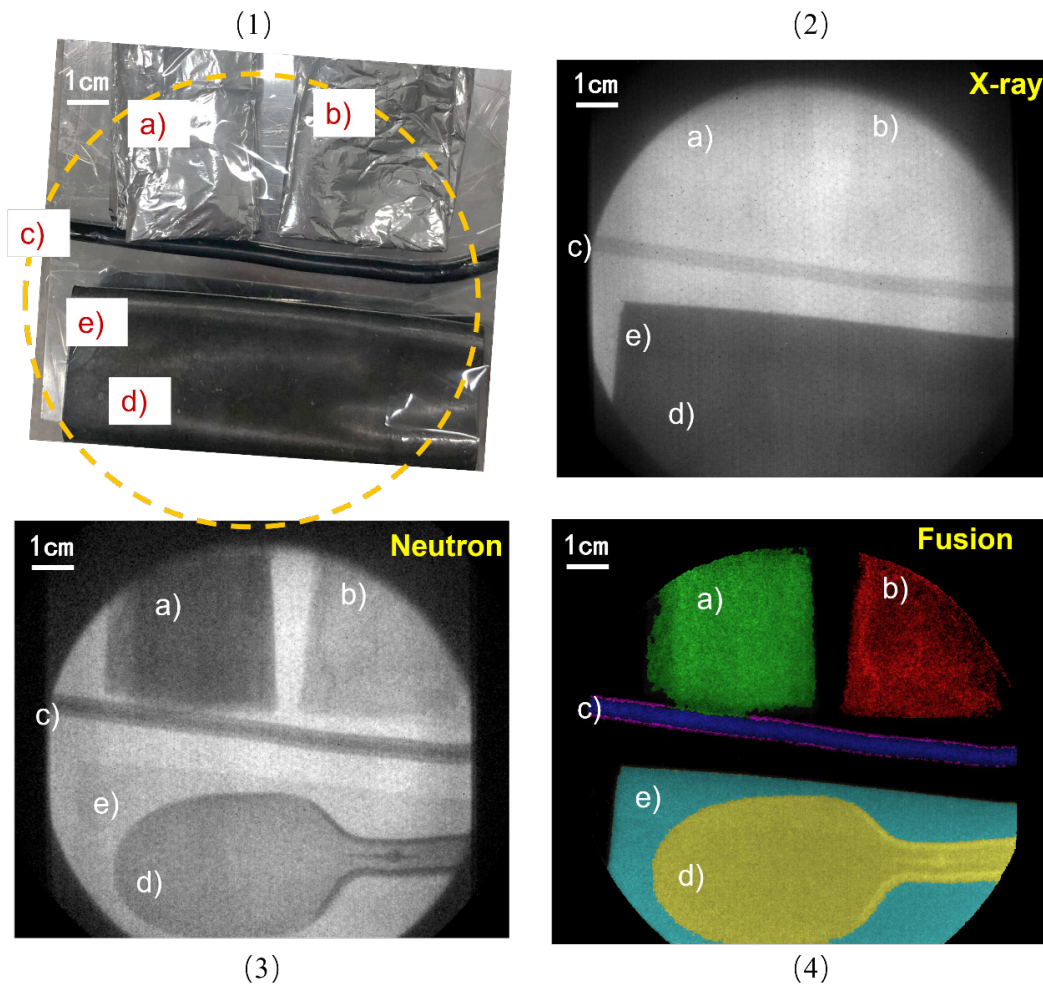 (1)
1cm
a)
b)
c)
e)
d)
(2)
1cm
X-ray
a)
b)
c)
e)
d)
1cm
Neutron
a)
b)
c)
e)
d)
(3)
1cm
Fusion
a)
b)
c)
e)
d)
(4)